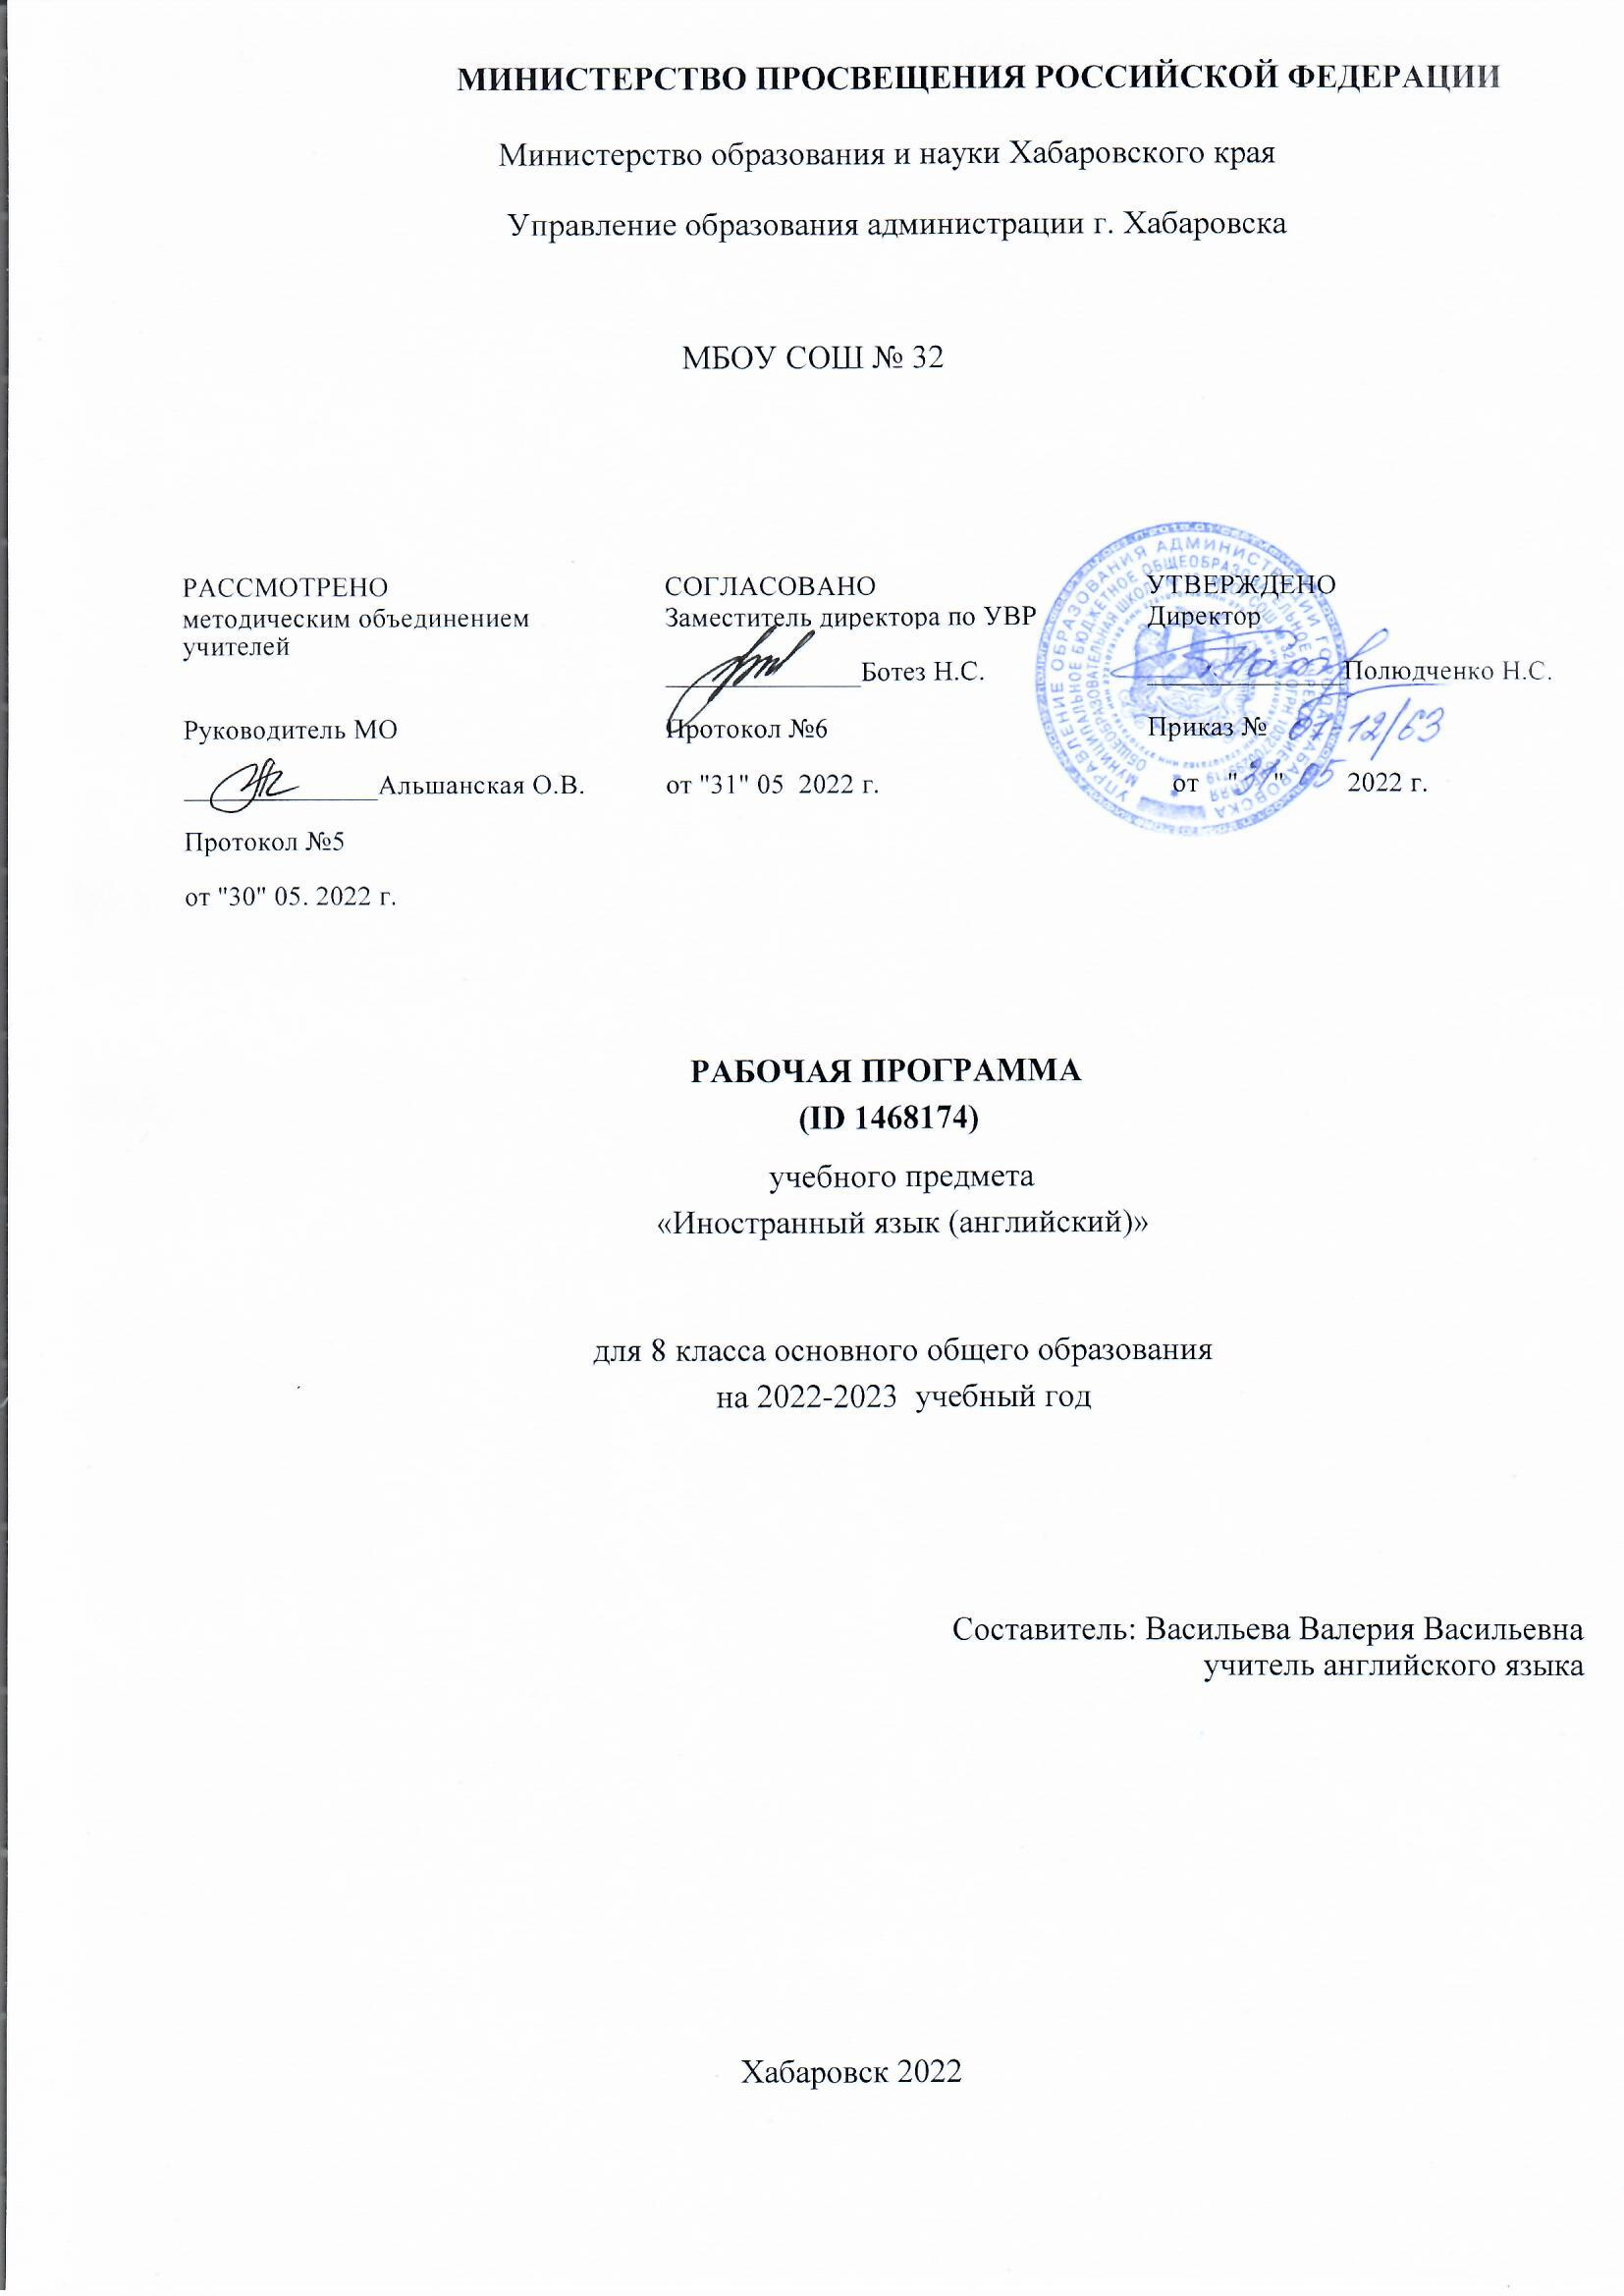 МИНИСТЕРСТВО ПРОСВЕЩЕНИЯ РОССИЙСКОЙ ФЕДЕРАЦИИ
Министерство образования и науки Хабаровского края
Управление образования администрации г. Хабаровска
МБОУ СОШ № 32
РАССМОТРЕНО
методическим объединением
учителей
Руководитель МО
______________Альшанская О.В.
Протокол №5
от "30" 05. 2022 г.
СОГЛАСОВАНО
Заместитель директора по УВР
______________Ботез Н.С.
Протокол №6
от "31" 05 2022 г.
УТВЕРЖДЕНО
Директор
______________Полюдченко Н.С.
Приказ № 07-12/63
от "31" 05 2022 г.
РАБОЧАЯ ПРОГРАММА
(ID 1468174)
учебного предмета
«Иностранный язык (английский)»
для 8 класса основного общего образования
на 2022-2023 учебный год
Составитель: Васильева Валерия Васильевна
учитель английского языка
Хабаровск 2022